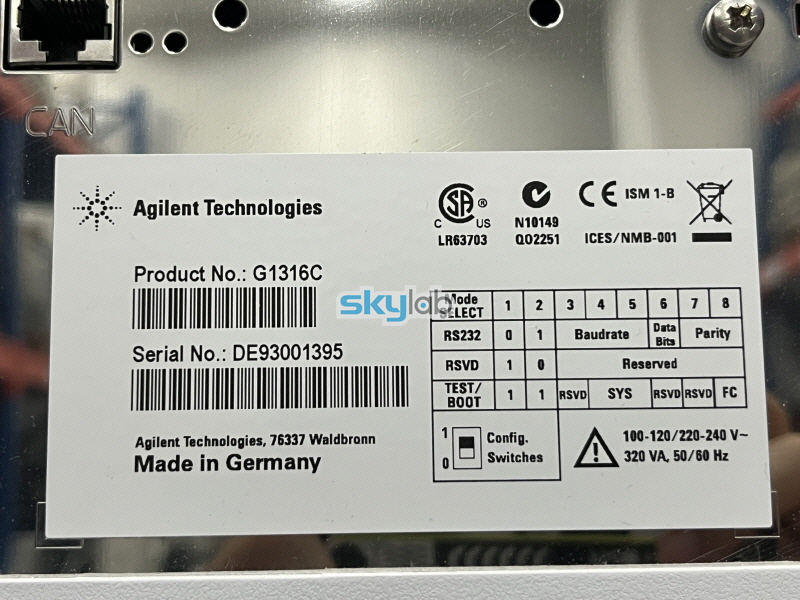 CAN
Agilent Technologies
Product No.: G1316C
Serial No.: DE93001395
Agilent Technologies, 76337 Waldbronn
Made in Germany
CSA ®
C US
LR63703
N10149
Q02251
CE ISM 1-B
ICES/NMB-001
skylab
Mode SELECT 1 2 3 4 5 6 7 8
RS232 0 1 Baudrate Data Bits Parity
RSVD 1 0 Reserved
TEST/BOOT 1 1 RSVD SYS RSVD RSVD FC
1
0
Config.
Switches
!
100-120/220-240 V~
320 VA, 50/60 Hz